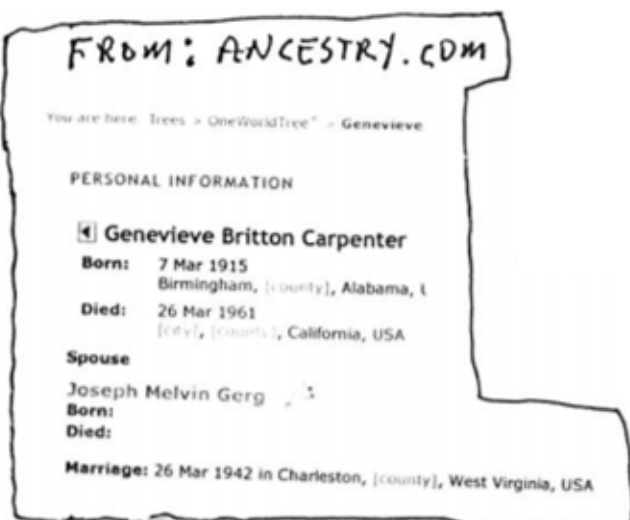 FROM: ANCESTRY.COM
You are here: Trees > OneWorldTree > Genevieve
PERSONAL INFORMATION
Genevieve Britton Carpenter
Born: 7 Mar 1915
Birmingham, [county], Alabama, U
Died: 26 Mar 1961
[city], [county], California, USA
Spouse
Joseph Melvin Gerg
Born:
Died:
Marriage: 26 Mar 1942 in Charleston, [county], West Virginia, USA